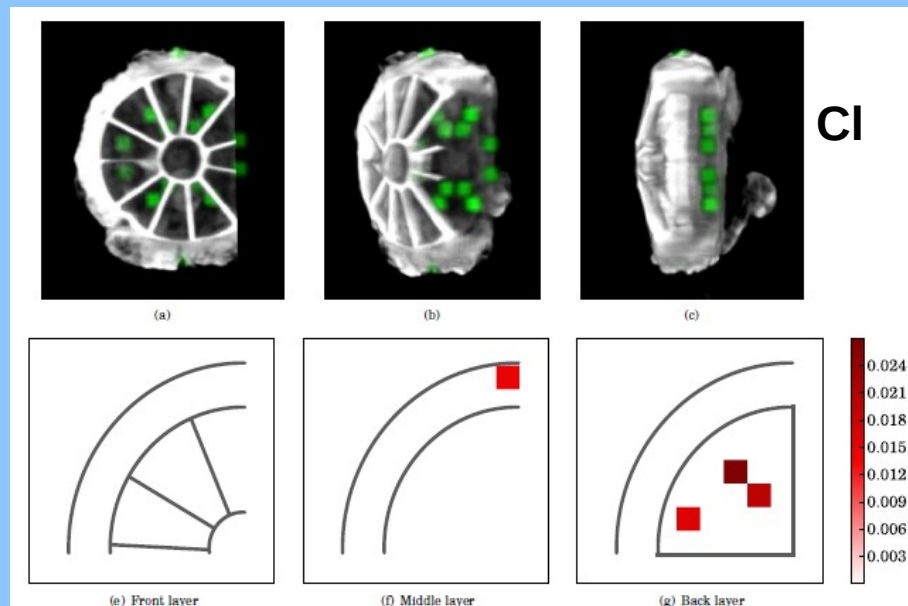 Cl
(a)
(b)
(c)
0.024
0.021
0.018
0.015
0.012
0.009
0.006
0.003
(e) Front layer
(f) Middle layer
(g) Back layer